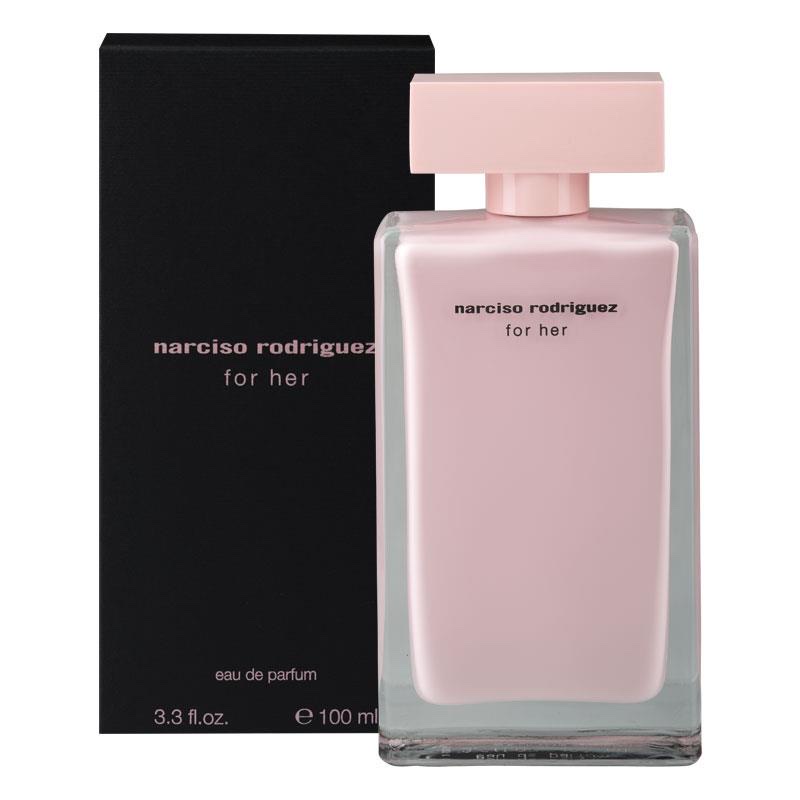 narciso rodriguez
for her
eau de parfum
3.3 fl.oz. ℮ 100 ml
narciso rodriguez
for her